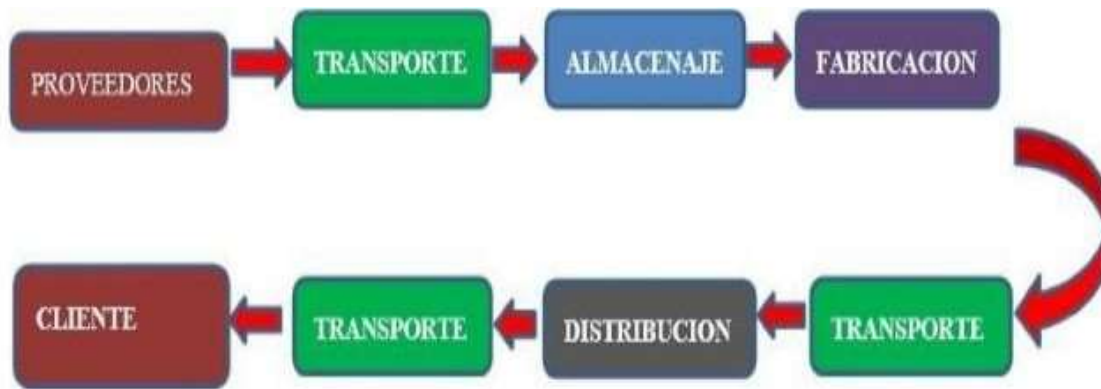 PROVEEDORES
TRANSPORTE
ALMACENAJE
FABRICACION
TRANSPORTE
DISTRIBUCION
TRANSPORTE
CLIENTE